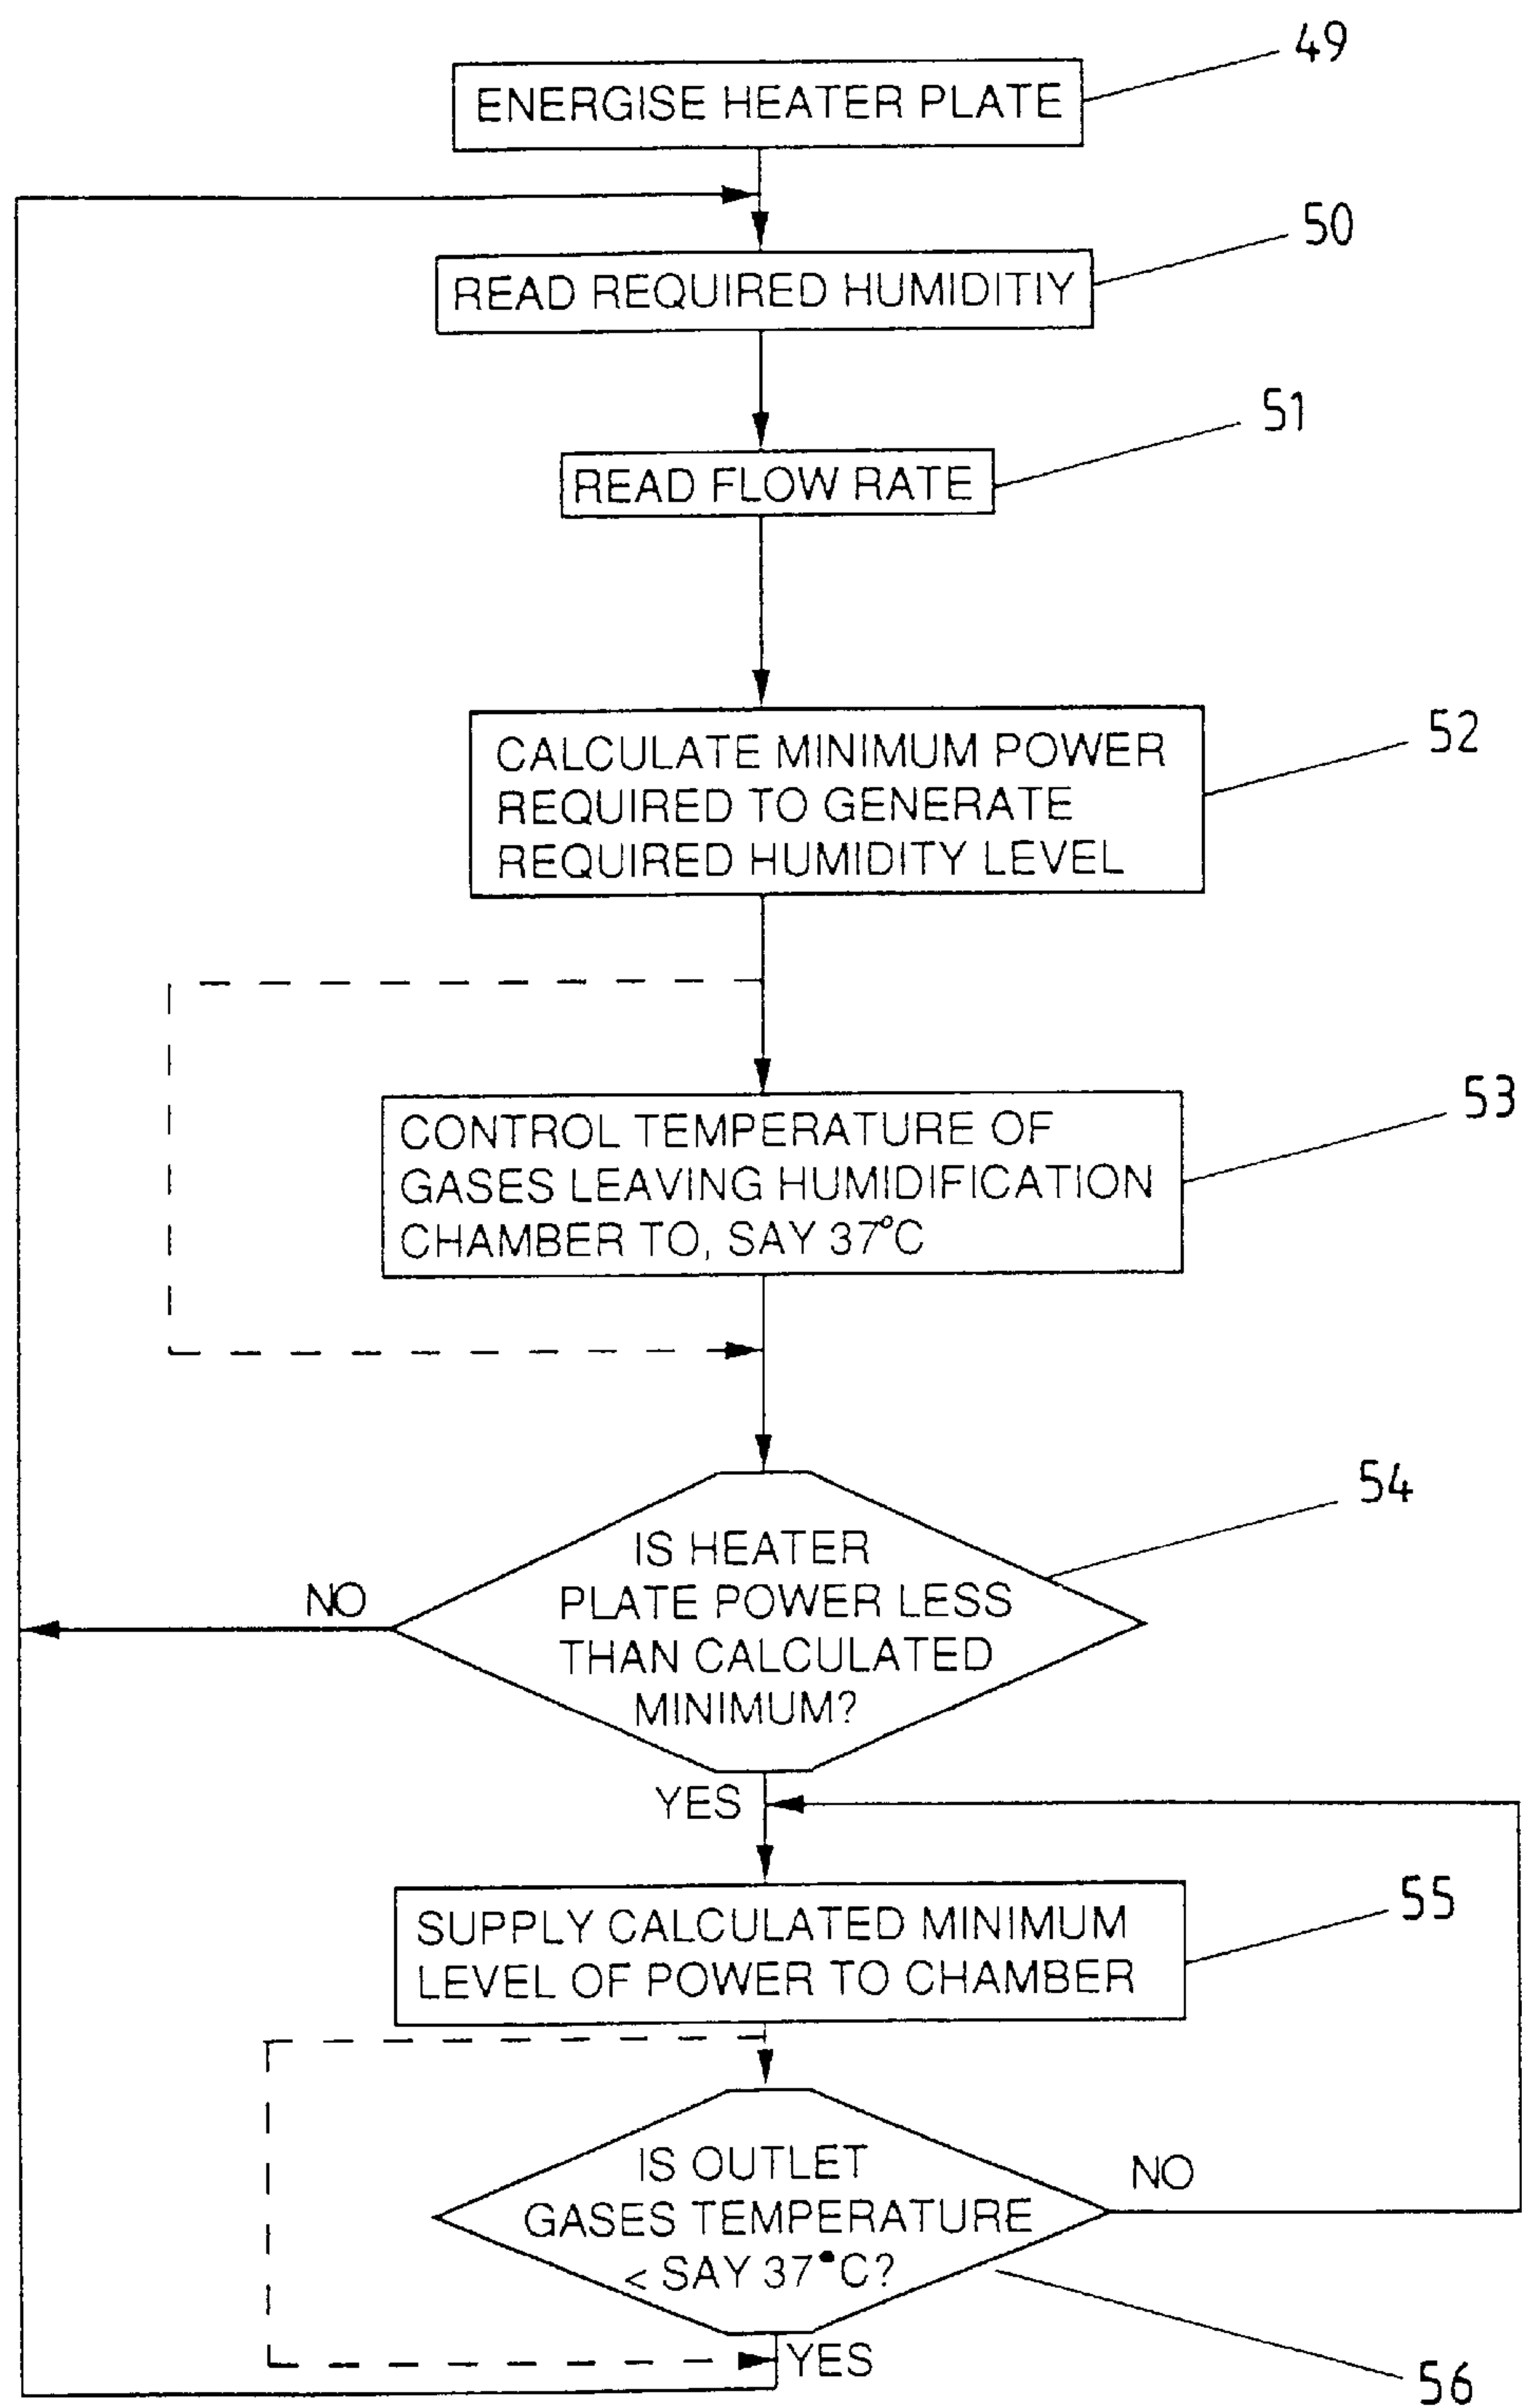 49
ENERGISE HEATER PLATE
50
READ REQUIRED HUMIDITIY
51
READ FLOW RATE
52
CALCULATE MINIMUM POWER
REQUIRED TO GENERATE
REQUIRED HUMIDITY LEVEL
53
CONTROL TEMPERATURE OF
GASES LEAVING HUMIDIFICATION
CHAMBER TO, SAY 37°C
54
IS HEATER
PLATE POWER LESS
THAN CALCULATED
MINIMUM?
NO
YES
55
SUPPLY CALCULATED MINIMUM
LEVEL OF POWER TO CHAMBER
IS OUTLET
GASES TEMPERATURE
< SAY 37°C?
NO
YES
56